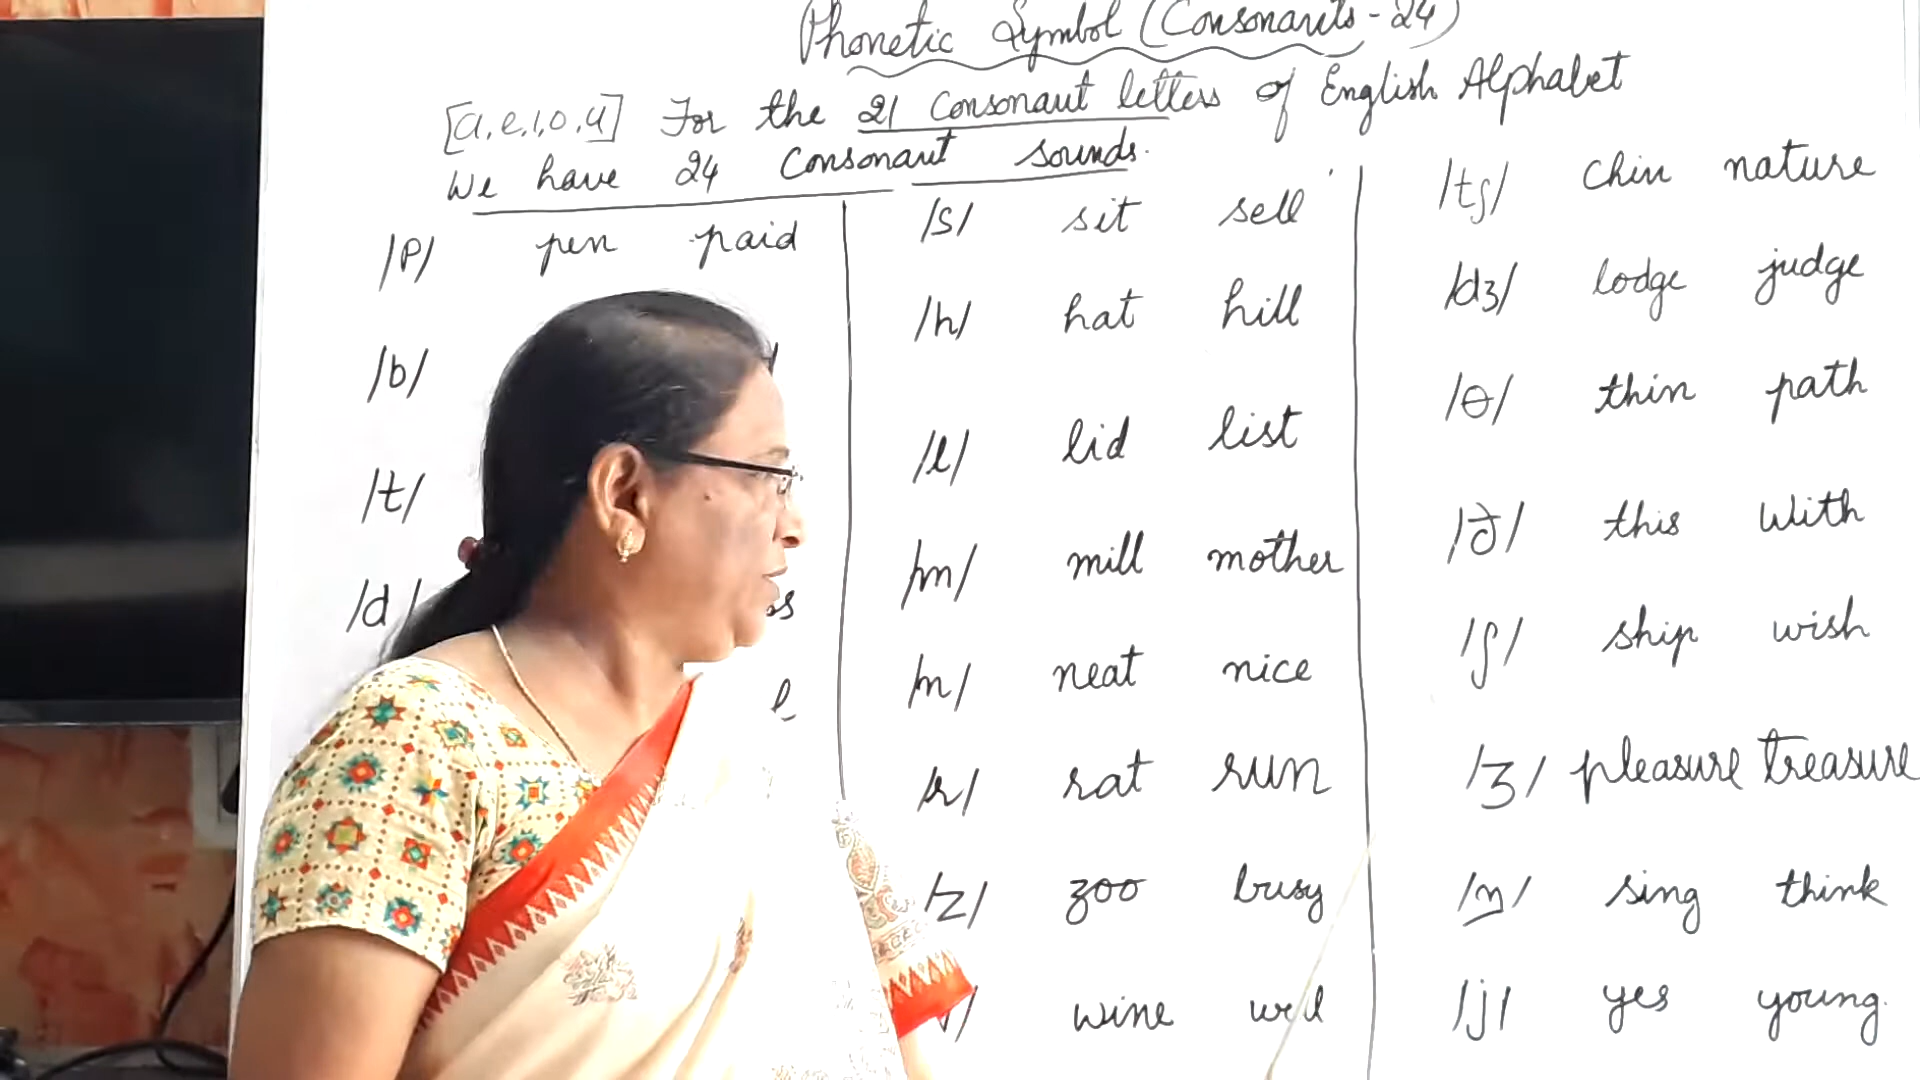 Phonetic Symbol (Consonants - 24)
[a,e,i,o,u] For the 21 Consonant letters of English Alphabet
We have 24 Consonant sounds.
/p/ pen paid
/b/
/t/
/d/
/s/ sit sell
/h/ hat hill
/l/ lid list
/m/ mill mother
/n/ neat nice
/r/ rat run
/z/ zoo busy
wine
/tʃ/ chin nature
/dʒ/ lodge judge
/θ/ thin path
/ð/ this with
/ʃ/ ship wish
/ʒ/ pleasure treasure
/ŋ/ sing think
/j/ yes young.